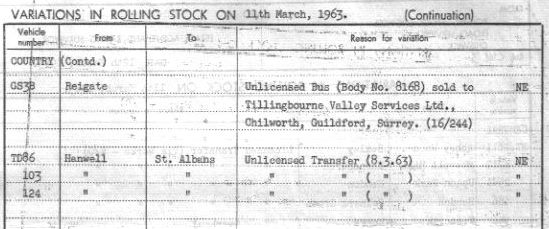 VARIATIONS IN ROLLING STOCK ON 11th March, 1963. (Continuation)
Vehicle number From To Reason for variation
COUNTRY (Contd.)
GS38 Reigate Unlicensed Bus (Body No. 8168) sold to NE
Tillingbourne Valley Services Ltd.,
Chilworth, Guildford, Surrey. (16/244)
TD86 Hanwell St. Albans Unlicensed Transfer (8.3.63) NE
103 " " " " ( " ) "
124 " " " " ( " ) "